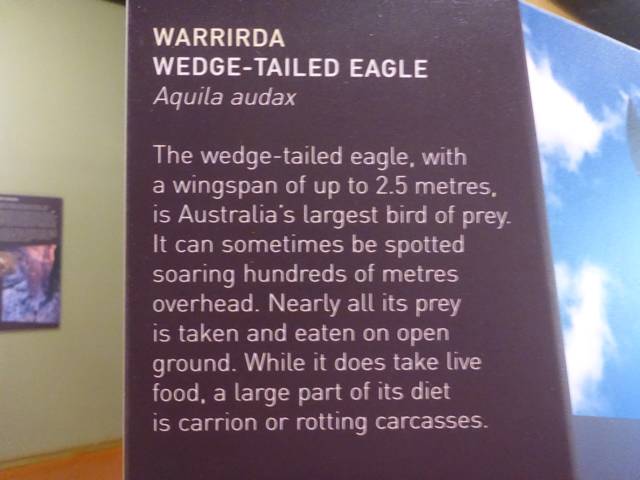 WARRIRDA
WEDGE-TAILED EAGLE
Aquila audax
The wedge-tailed eagle, with
a wingspan of up to 2.5 metres,
is Australia's largest bird of prey.
It can sometimes be spotted
soaring hundreds of metres
overhead. Nearly all its prey
is taken and eaten on open
ground. While it does take live
food, a large part of its diet
is carrion or rotting carcasses.